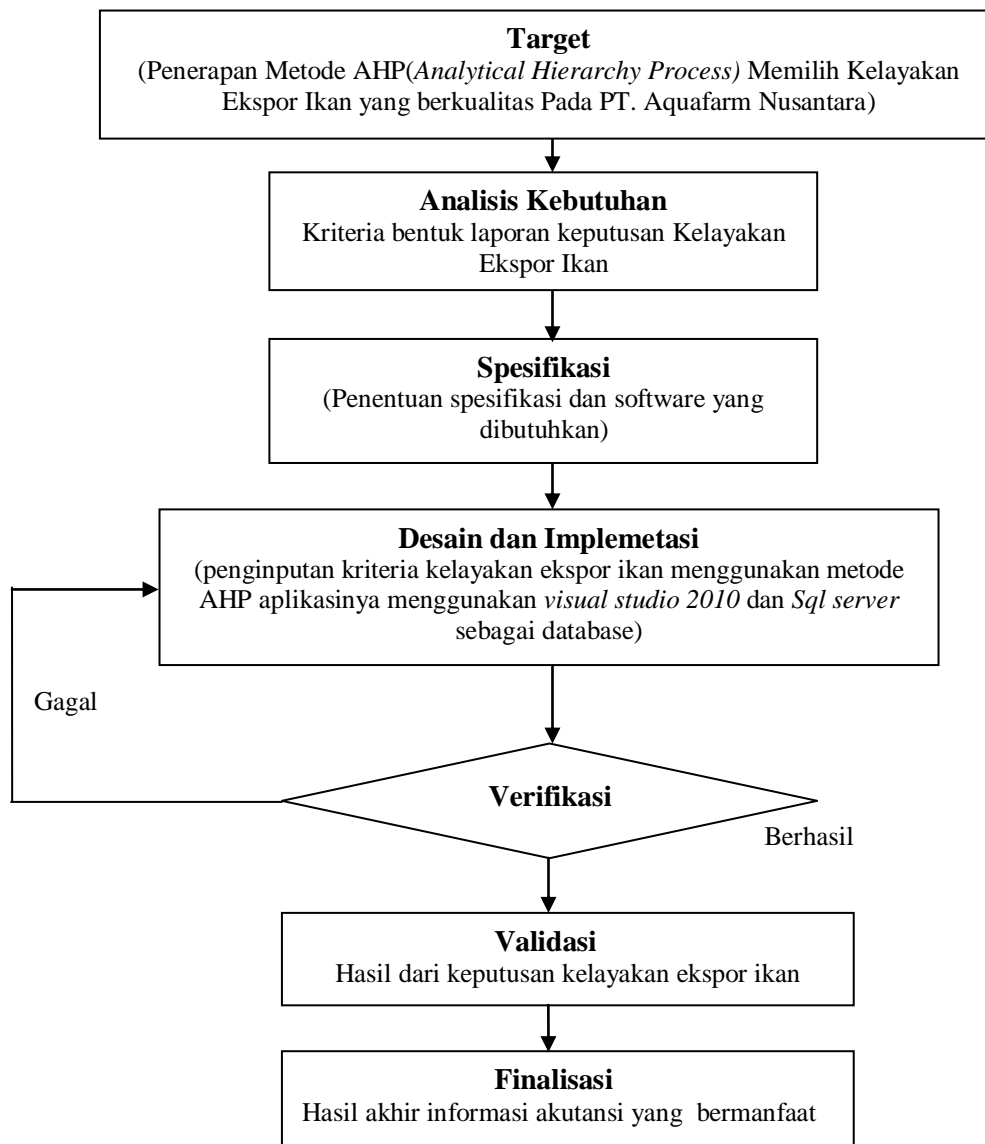 Target
(Penerapan Metode AHP(Analytical Hierarchy Process) Memilih Kelayakan
Ekspor Ikan yang berkualitas Pada PT. Aquafarm Nusantara)
Analisis Kebutuhan
Kriteria bentuk laporan keputusan Kelayakan
Ekspor Ikan
Spesifikasi
(Penentuan spesifikasi dan software yang
dibutuhkan)
Desain dan Implemetasi
(penginputan kriteria kelayakan ekspor ikan menggunakan metode
AHP aplikasinya menggunakan visual studio 2010 dan Sql server
sebagai database)
Gagal
Verifikasi
Berhasil
Validasi
Hasil dari keputusan kelayakan ekspor ikan
Finalisasi
Hasil akhir informasi akutansi yang bermanfaat